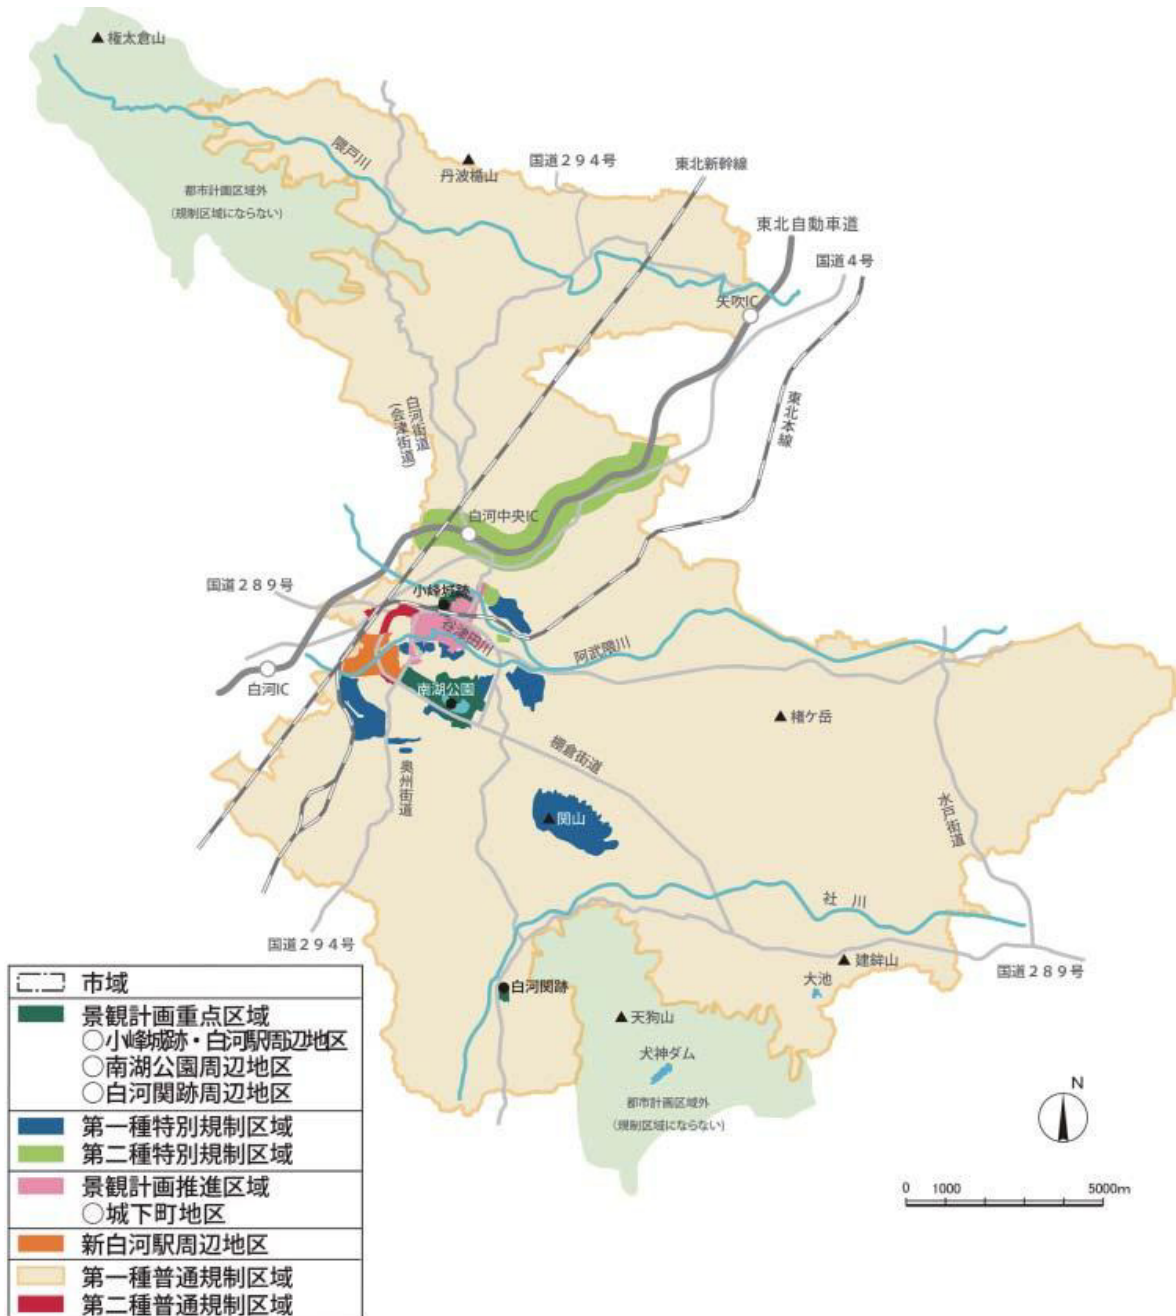 ▲権太倉山
隈戸川
▲
丹波楯山
国道294号
東北新幹線
都市計画区域外
(規制区域にならない)
東北自動車道
国道4号
矢吹IC
白河街道
(会津街道)
東北本線
白河中央IC
国道289号
小峰城跡
谷津田川
阿武隈川
白河IC
南湖公園
▲楮ケ岳
棚倉街道
奥州街道
▲関山
水戸街道
社 川
国道294号
▲建鉾山
国道289号
大池
白河関跡
▲天狗山
犬神ダム
都市計画区域外
(規制区域にならない)
N
0 1000 5000m
市域
景観計画重点区域
○小峰城跡・白河駅周辺地区
○南湖公園周辺地区
○白河関跡周辺地区
第一種特別規制区域
第二種特別規制区域
景観計画推進区域
○城下町地区
新白河駅周辺地区
第一種普通規制区域
第二種普通規制区域